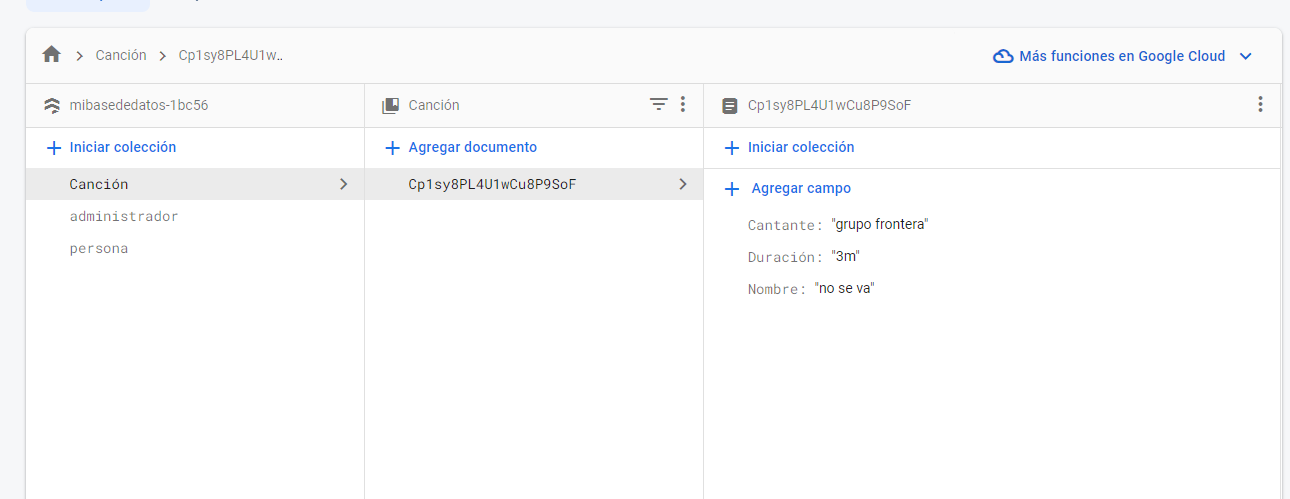 Canción
Cp1sy8PL4U1w..
Más funciones en Google Cloud
mibasededatos-1bc56
Canción
Cp1sy8PL4U1wCu8P9SoF
Iniciar colección
Agregar documento
Iniciar colección
Canción
administrador
persona
Cp1sy8PL4U1wCu8P9SoF
Agregar campo
Cantante: "grupo frontera"
Duración: "3m"
Nombre: "no se va"